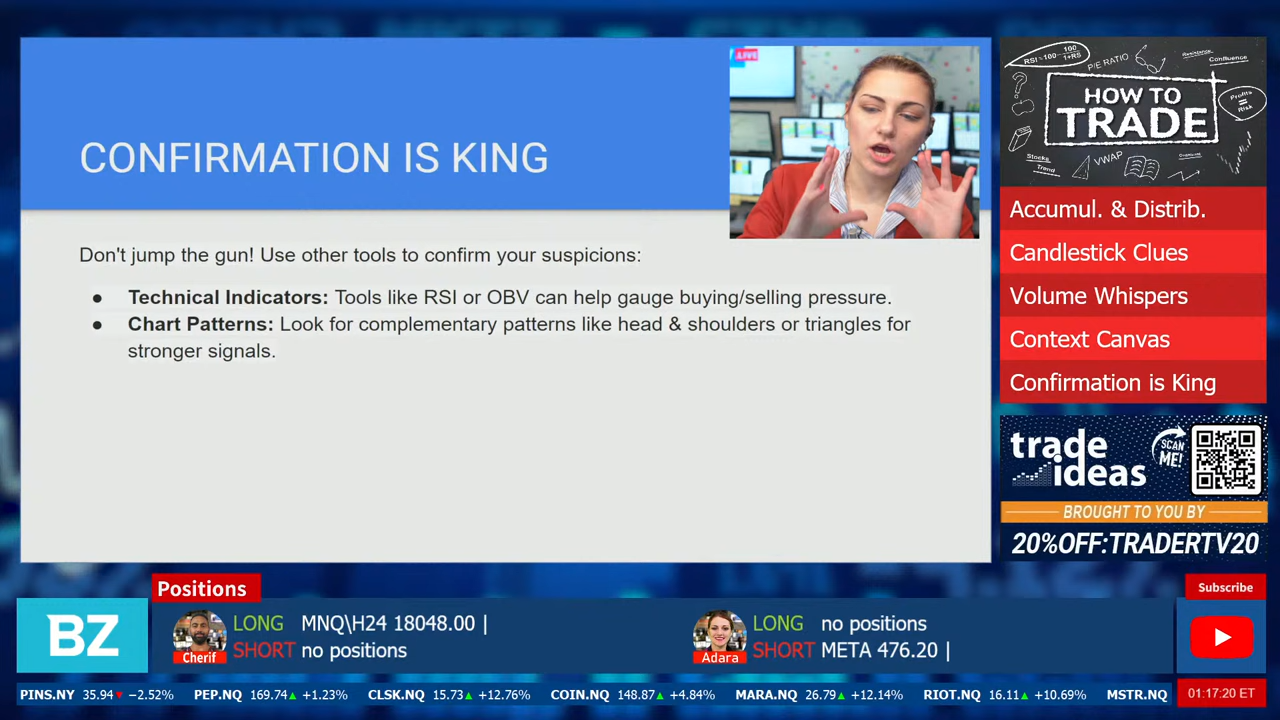 CONFIRMATION IS KING
LIVE
Don't jump the gun! Use other tools to confirm your suspicions:
● Technical Indicators: Tools like RSI or OBV can help gauge buying/selling pressure.
● Chart Patterns: Look for complementary patterns like head & shoulders or triangles for
stronger signals.
P/E RATIO
Resistance
Confluence
HOW TO
TRADE
Profits
=
Risk
Stocks
Trend
VWAP
Accumul. & Distrib.
Candlestick Clues
Volume Whispers
Context Canvas
Confirmation is King
trade
ideas
SCAN
ME!
BROUGHT TO YOU BY
20%OFF:TRADERTV20
Positions
BZ
Cherif
LONG MNQ\H24 18048.00 |
SHORT no positions
Adara
LONG no positions
SHORT META 476.20 |
Subscribe
PINS.NY 35.94▼ −2.52% PEP.NQ 169.74▲ +1.23% CLSK.NQ 15.73▲ +12.76% COIN.NQ 148.87▲ +4.84% MARA.NQ 26.79▲ +12.14% RIOT.NQ 16.11▲ +10.69% MSTR.NQ
01:17:20 ET